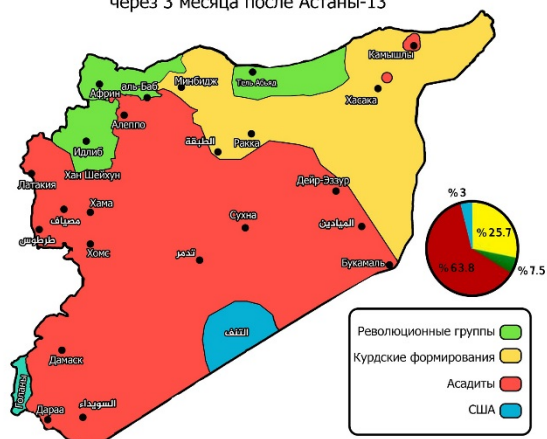 через 3 месяца после Астаны-13
Камышлы
Минбидж
аль-Баб
Тель Абьяд
Африн
Хасака
Алеппо
Ракка
Идлиб
الطبقة
Хан Шейхун
Латакия
Дейр-Эззур
% 3
Хама
مصياف
Сухна
الميادين
% 25.7
طرطوس
Хомс
تدمر
Букамаль
% 63.8
% 7.5
التنف
Революционные группы
Дамаск
Курдские формирования
Голаны
Асадиты
Дараа
السويداء
США